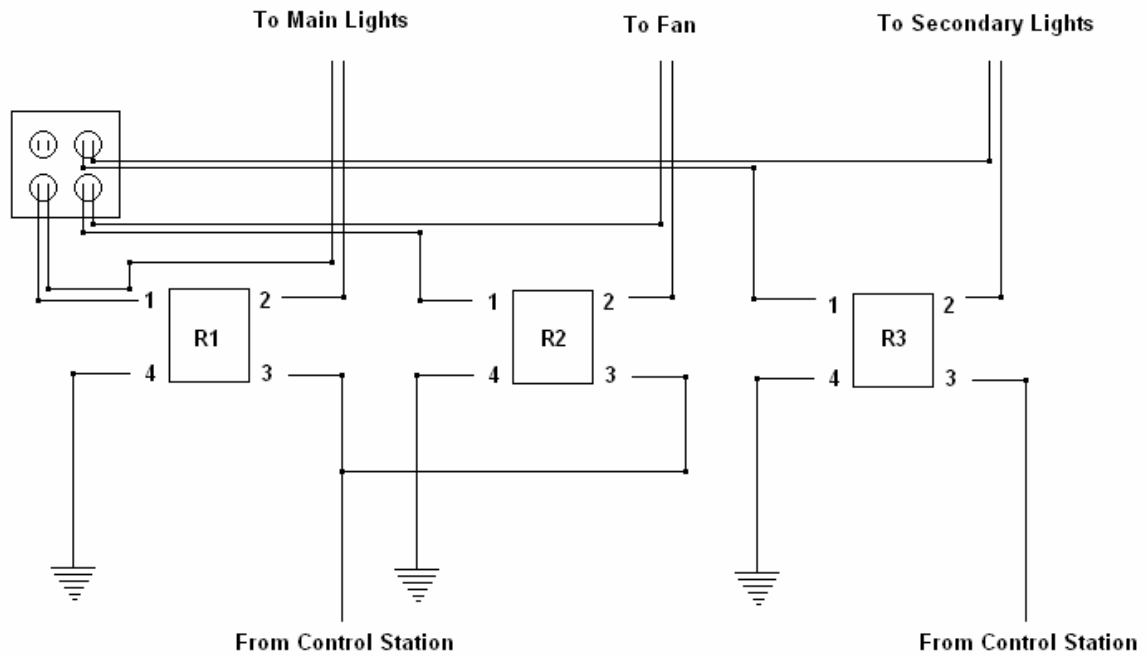 To Main Lights
To Fan
To Secondary Lights
1
R1
2
4
3
1
R2
2
4
3
1
R3
2
4
3
From Control Station
From Control Station